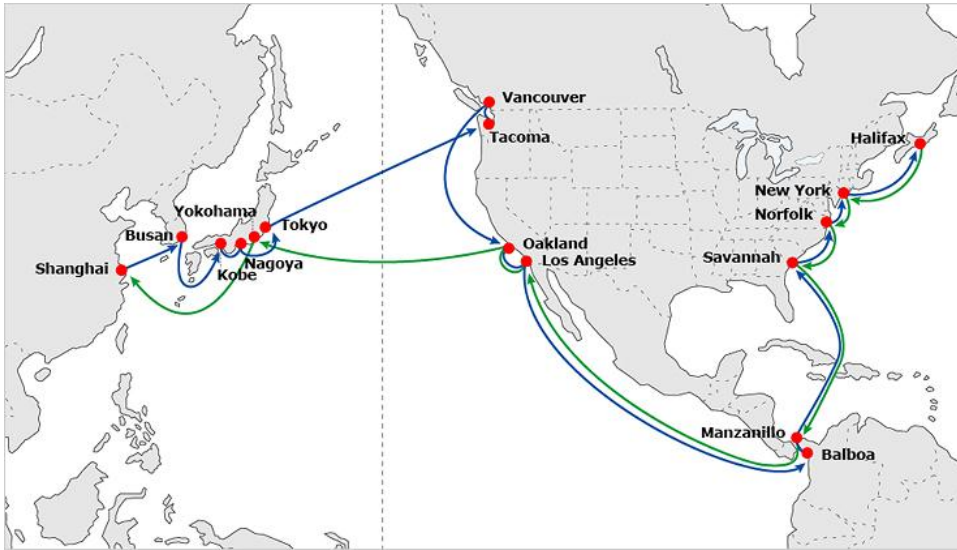 Vancouver
Tacoma
Halifax
New York
Norfolk
Yokohama
Tokyo
Busan
Oakland
Nagoya
Los Angeles
Savannah
Shanghai
Kobe
Manzanillo
Balboa